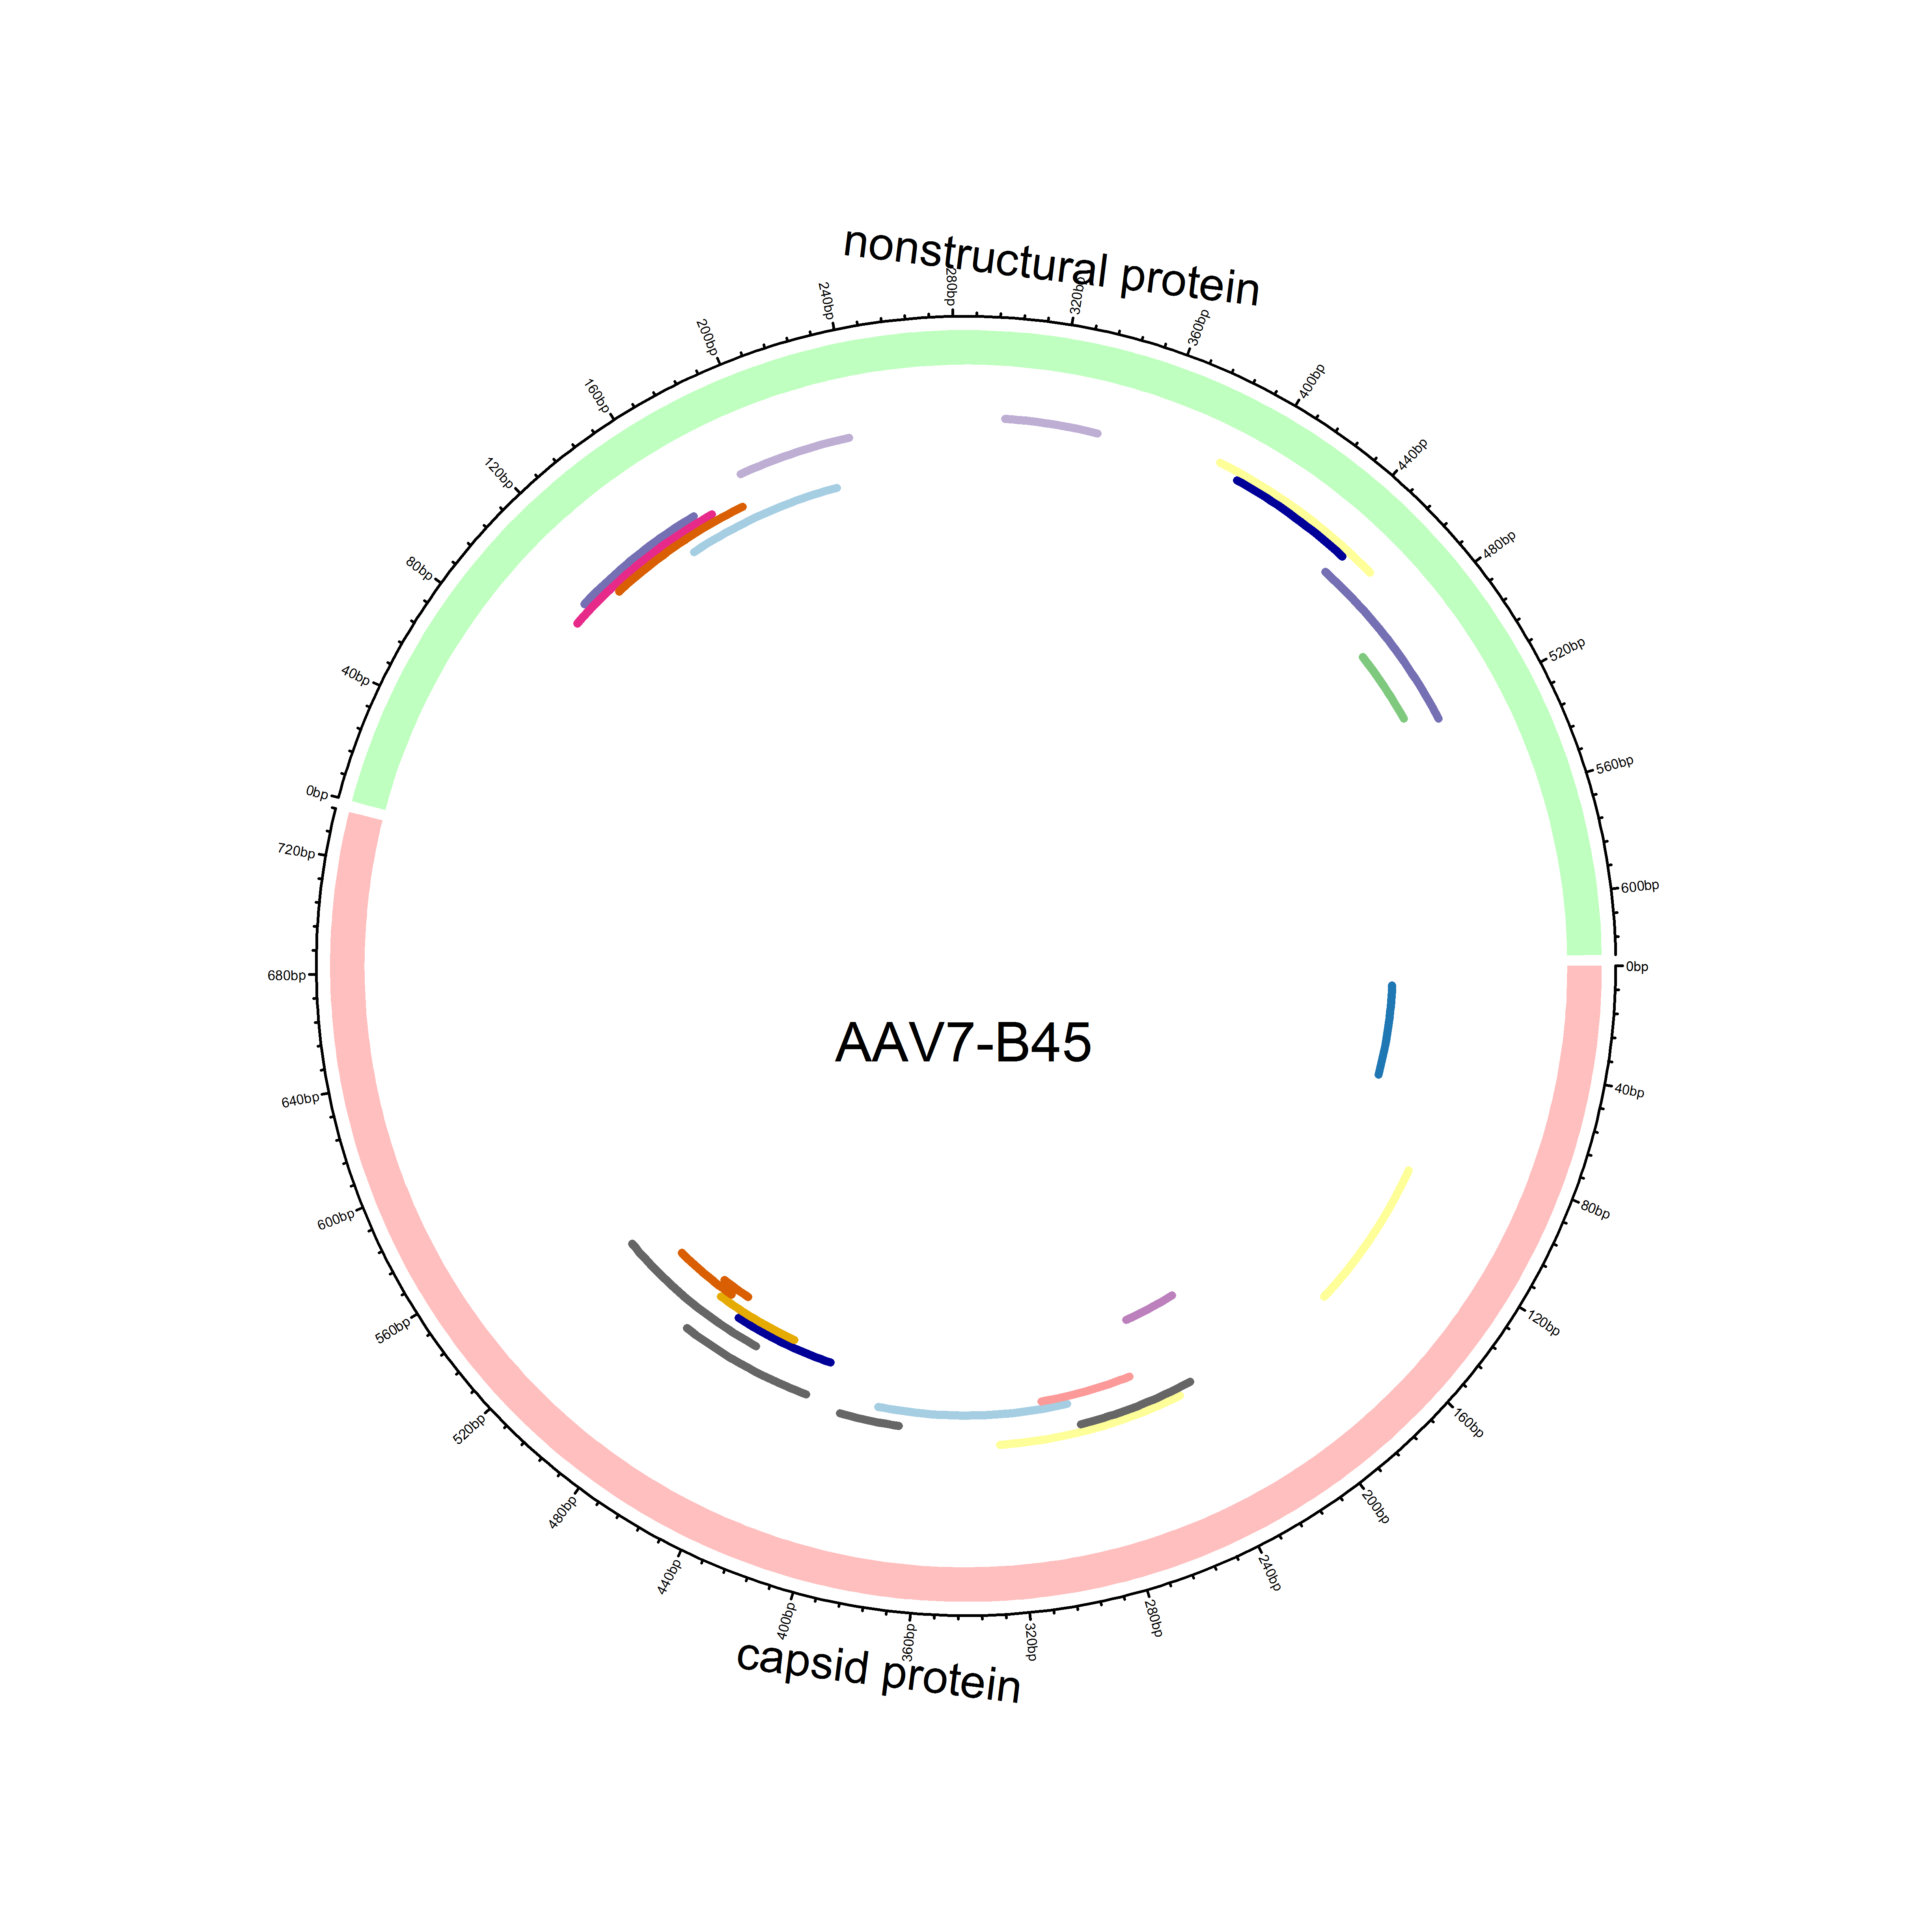 nonstructural protein
0bp
40bp
80bp
120bp
160bp
200bp
240bp
280bp
320bp
360bp
400bp
440bp
480bp
520bp
560bp
600bp
AAV7-B45
0bp
40bp
80bp
120bp
160bp
200bp
240bp
280bp
320bp
360bp
400bp
440bp
480bp
520bp
560bp
600bp
640bp
680bp
720bp
capsid protein